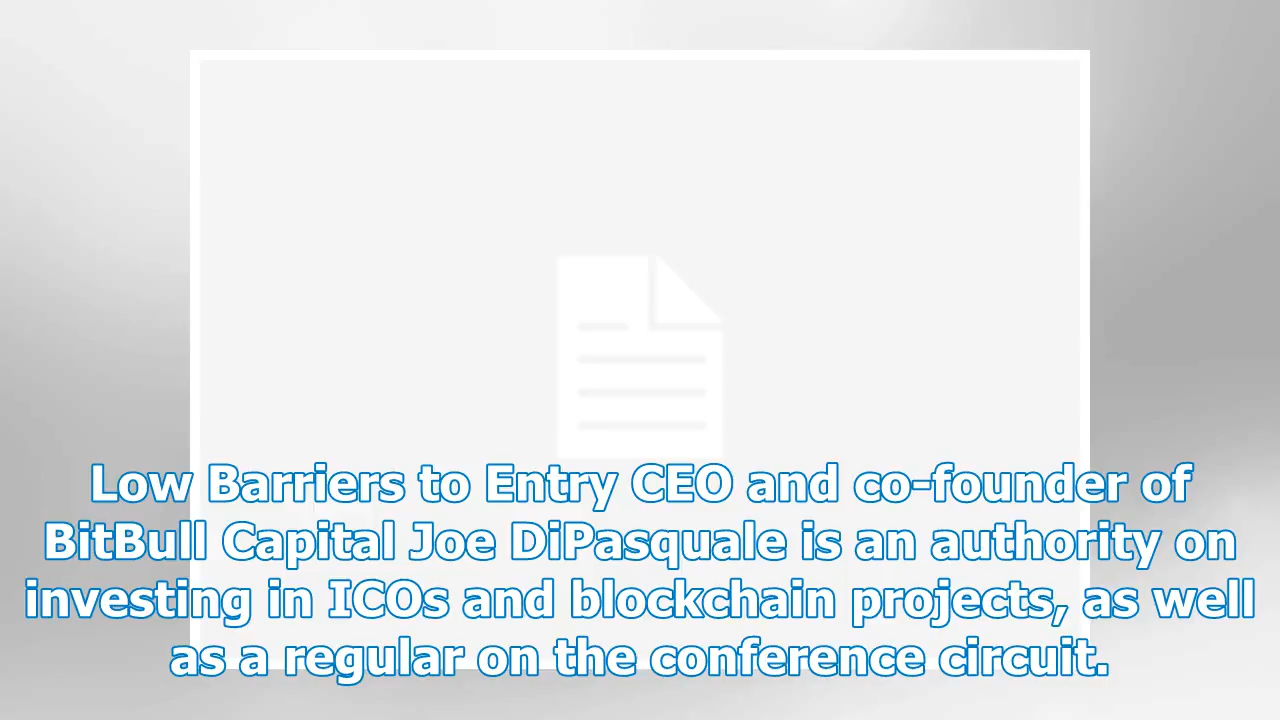 Low Barriers to Entry CEO and co-founder of
BitBull Capital Joe DiPasquale is an authority on
investing in ICOs and blockchain projects, as well
as a regular on the conference circuit.